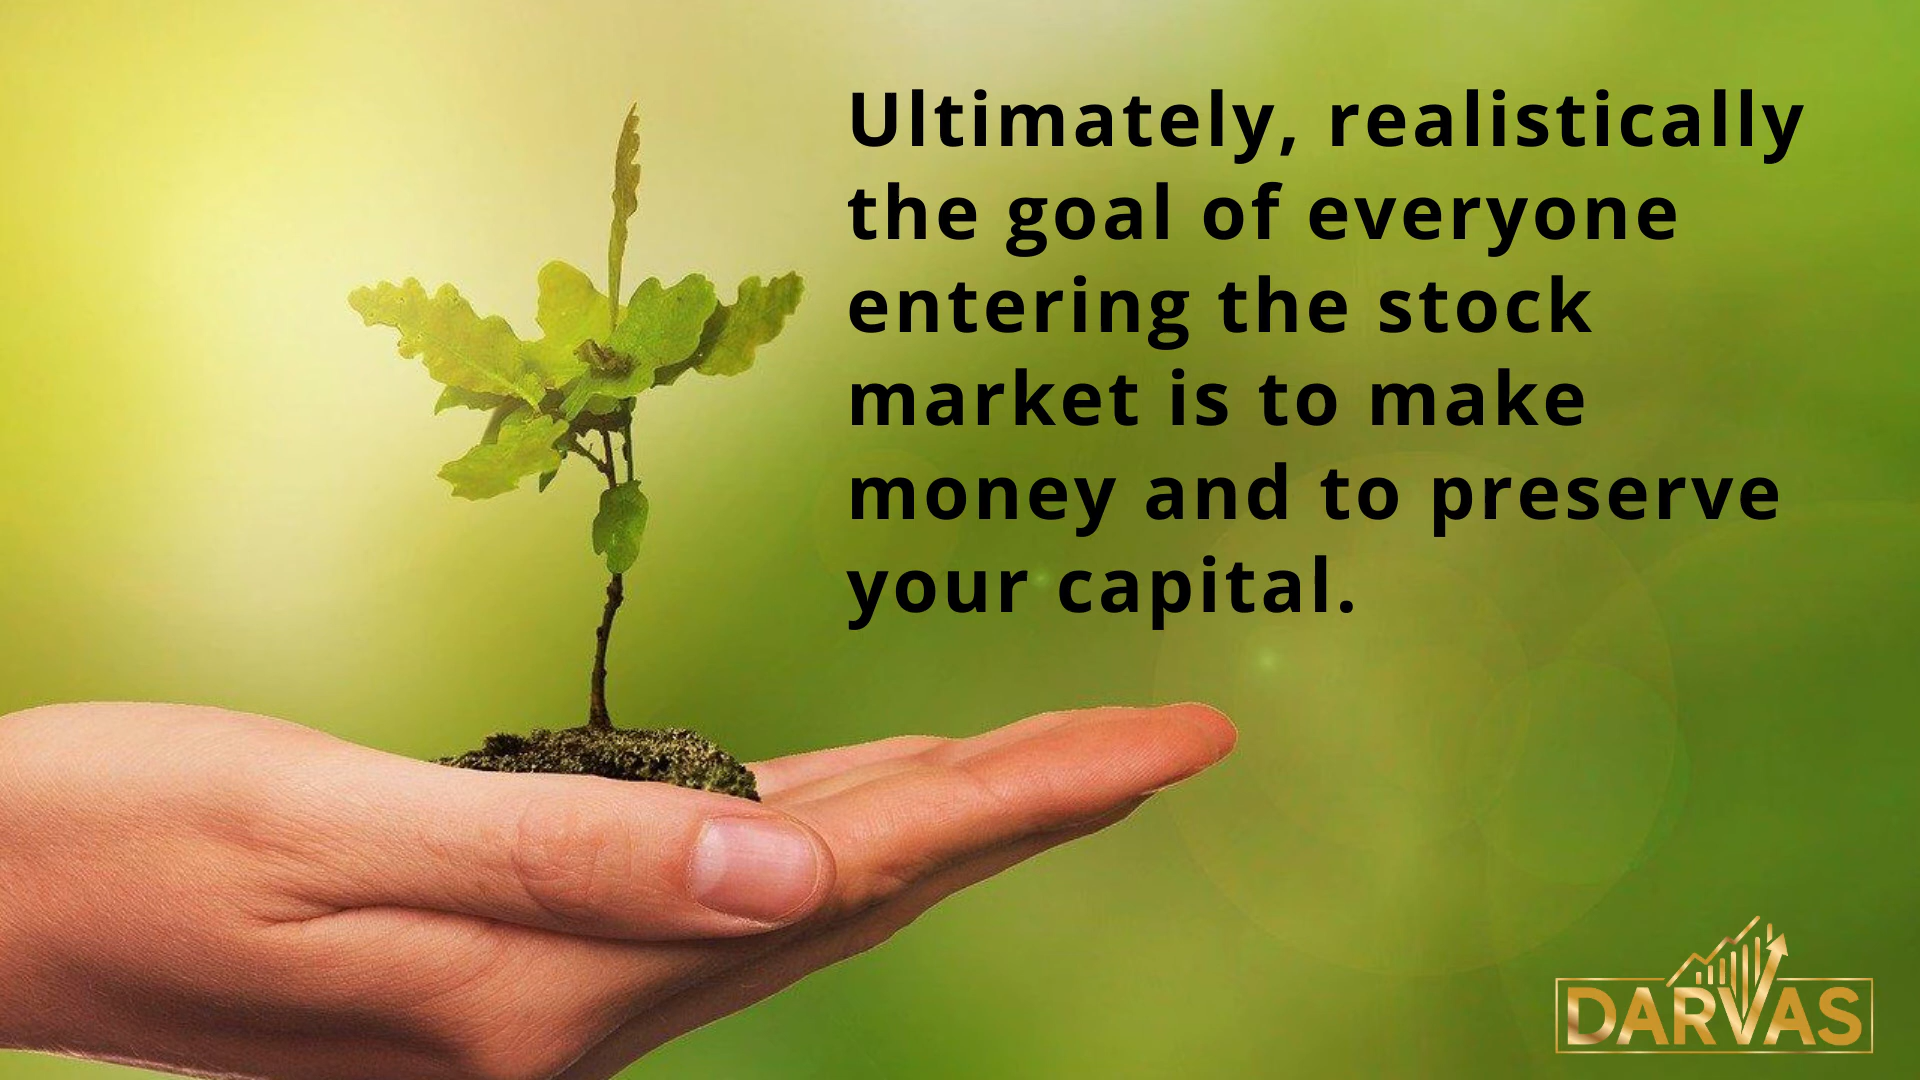 Ultimately, realistically
the goal of everyone
entering the stock
market is to make
money and to preserve
your capital.
DARVAS